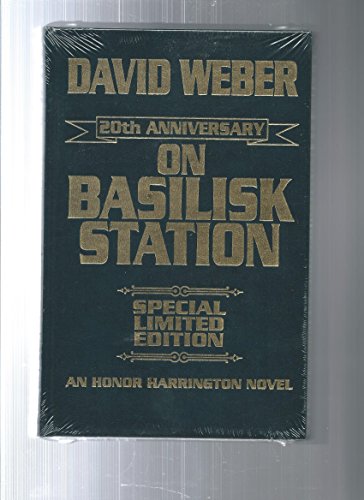 DAVID WEBER
20th ANNIVERSARY
ON
BASILISK
STATION
SPECIAL
LIMITED
EDITION
AN HONOR HARRINGTON NOVEL